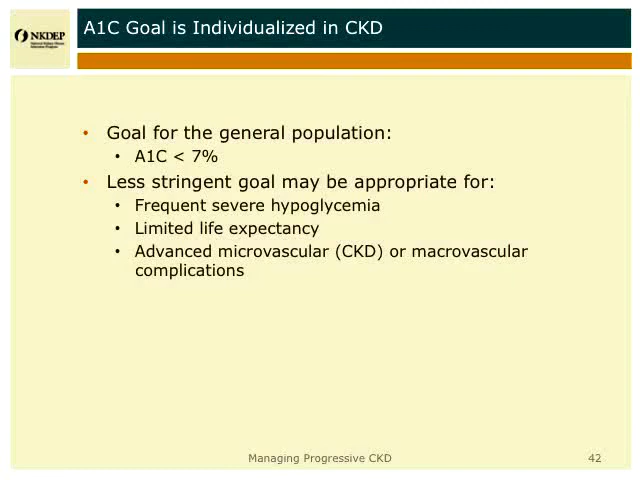 NKDEP
National Kidney Disease
Education Program
A1C Goal is Individualized in CKD
• Goal for the general population:
• A1C < 7%
• Less stringent goal may be appropriate for:
• Frequent severe hypoglycemia
• Limited life expectancy
• Advanced microvascular (CKD) or macrovascular
complications
Managing Progressive CKD
42